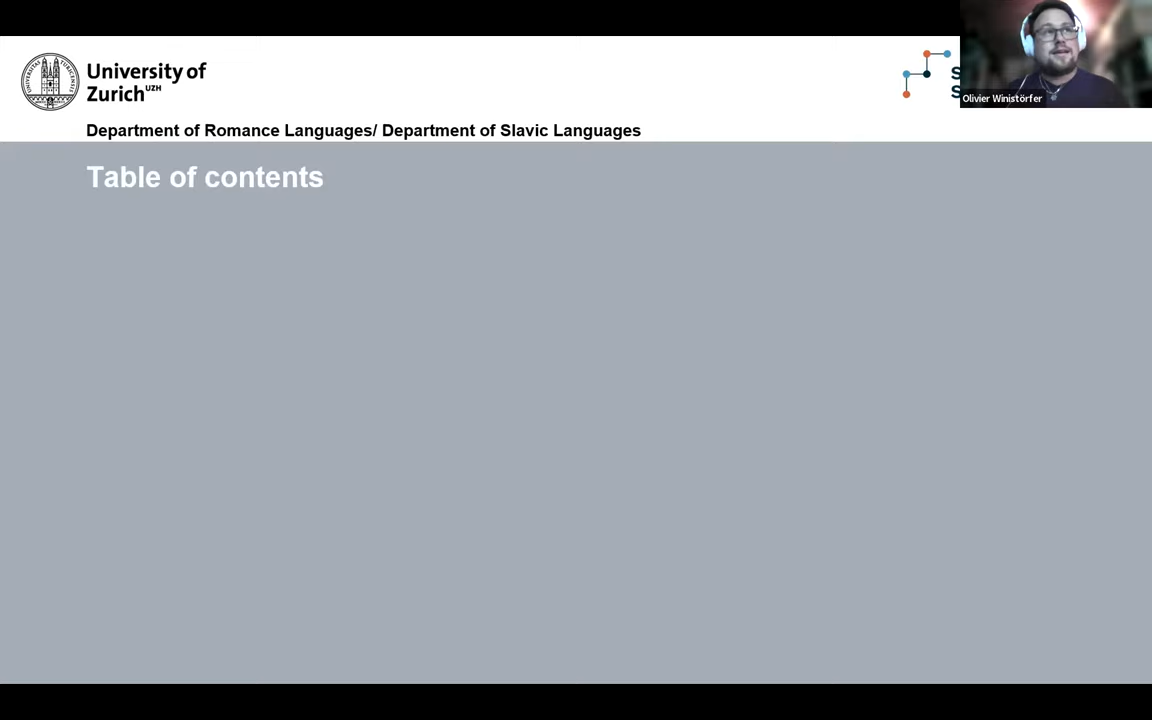 University of
Zurich UZH
S
S
Olivier Winistörfer
Department of Romance Languages/ Department of Slavic Languages
Table of contents